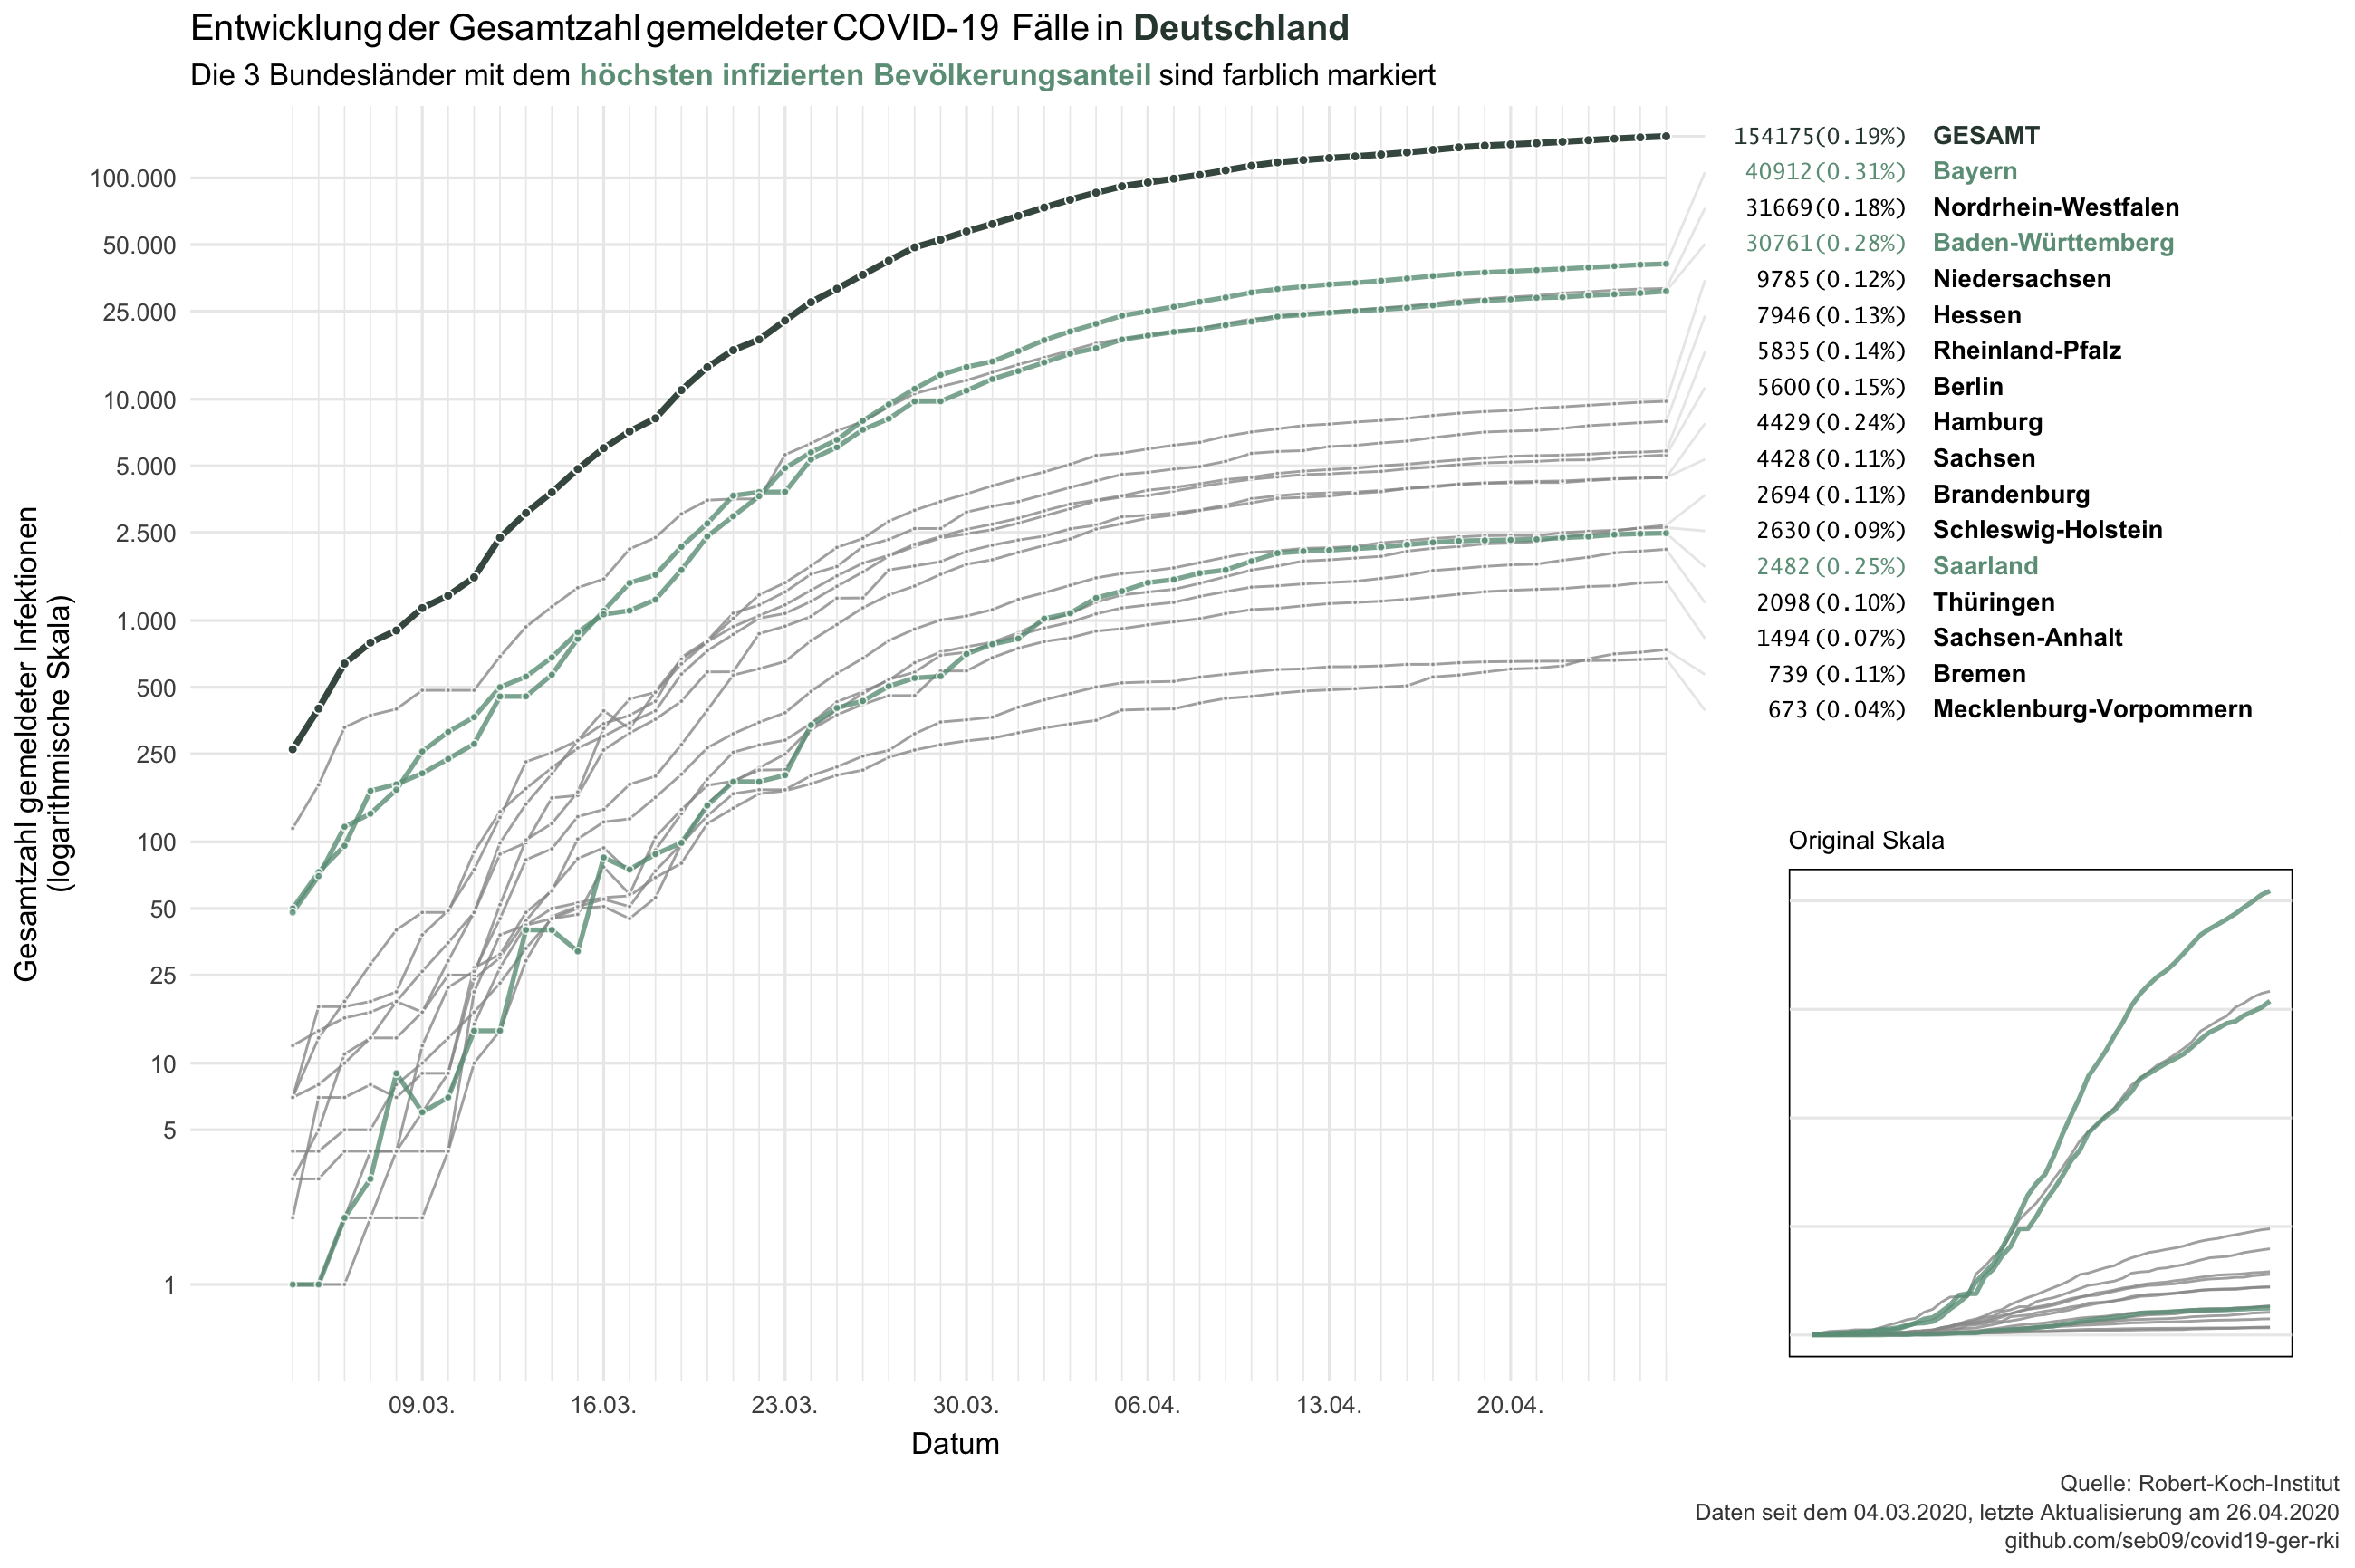 Entwicklung der Gesamtzahl gemeldeter COVID-19 Fälle in Deutschland
Die 3 Bundesländer mit dem höchsten infizierten Bevölkerungsanteil sind farblich markiert
Gesamtzahl gemeldeter Infektionen
(logarithmische Skala)
100.000
50.000
25.000
10.000
5.000
2.500
1.000
500
250
100
50
25
10
5
1
09.03.
16.03.
23.03.
30.03.
06.04.
13.04.
20.04.
Datum
154175(0.19%) GESAMT
40912(0.31%) Bayern
31669(0.18%) Nordrhein-Westfalen
30761(0.28%) Baden-Württemberg
9785(0.12%) Niedersachsen
7946(0.13%) Hessen
5835(0.14%) Rheinland-Pfalz
5600(0.15%) Berlin
4429(0.24%) Hamburg
4428(0.11%) Sachsen
2694(0.11%) Brandenburg
2630(0.09%) Schleswig-Holstein
2482(0.25%) Saarland
2098(0.10%) Thüringen
1494(0.07%) Sachsen-Anhalt
739(0.11%) Bremen
673(0.04%) Mecklenburg-Vorpommern
Original Skala
Quelle: Robert-Koch-Institut
Daten seit dem 04.03.2020, letzte Aktualisierung am 26.04.2020
github.com/seb09/covid19-ger-rki